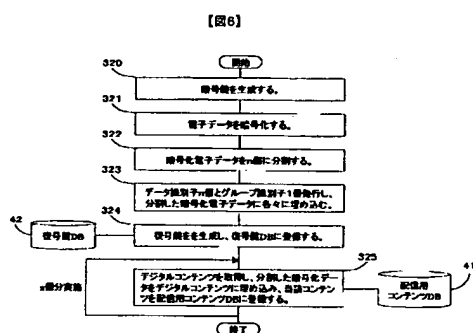 【図6】
開始
320
暗号鍵を生成する。
321
電子データを暗号化する。
322
暗号化電子データをn個に分割する。
323
データ識別子n個とグループ識別子1個発行し、
分割した暗号化電子データに各々に埋め込む。
324
復号鍵を生成し、復号鍵DBに登録する。
42
復号鍵DB
325
デジタルコンテンツを取得し、分割した暗号化デー
タをデジタルコンテンツに埋め込み、当該コンテン
ツを配信用コンテンツDBに登録する。
41
配信用
コンテンツDB
n個分実施
終了